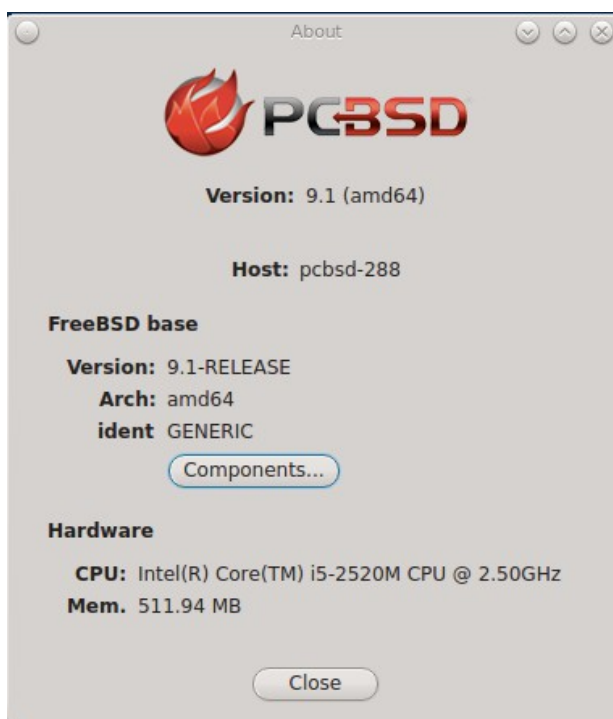 About
PCBSD
Version: 9.1 (amd64)
Host: pcbsd-288
FreeBSD base
Version: 9.1-RELEASE
Arch: amd64
ident GENERIC
Components...
Hardware
CPU: Intel(R) Core(TM) i5-2520M CPU @ 2.50GHz
Mem. 511.94 MB
Close